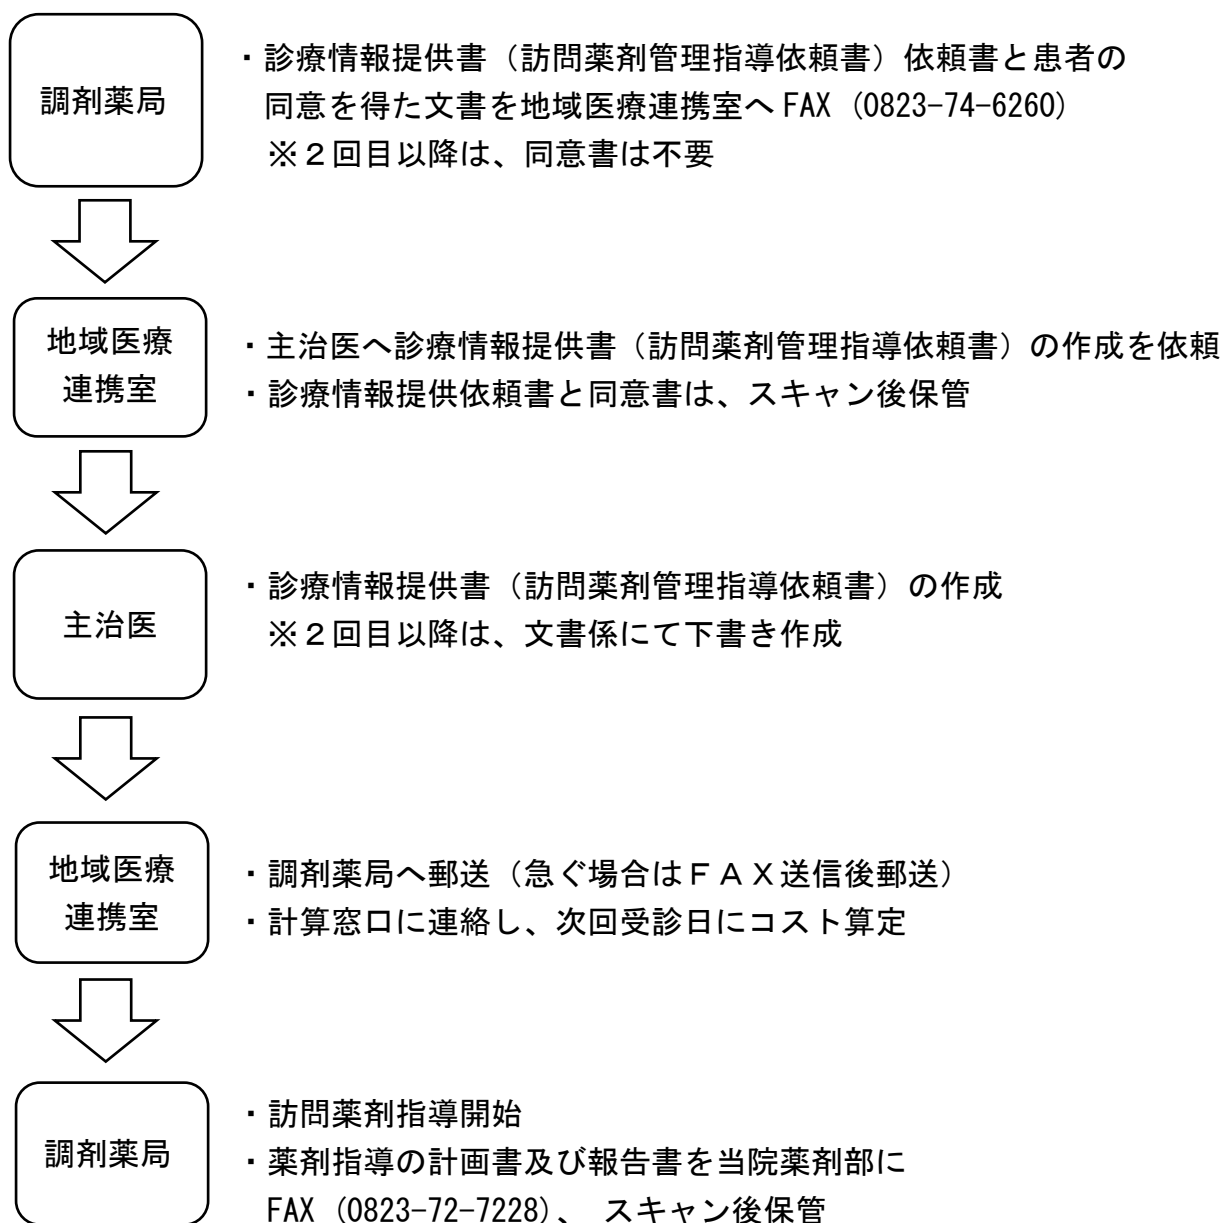 調剤薬局
・診療情報提供書（訪問薬剤管理指導依頼書）依頼書と患者の
同意を得た文書を地域医療連携室へ FAX (0823-74-6260)
※２回目以降は、同意書は不要
地域医療
連携室
・主治医へ診療情報提供書（訪問薬剤管理指導依頼書）の作成を依頼
・診療情報提供依頼書と同意書は、スキャン後保管
主治医
・診療情報提供書（訪問薬剤管理指導依頼書）の作成
※２回目以降は、文書係にて下書き作成
地域医療
連携室
・調剤薬局へ郵送（急ぐ場合はＦＡＸ送信後郵送）
・計算窓口に連絡し、次回受診日にコスト算定
調剤薬局
・訪問薬剤指導開始
・薬剤指導の計画書及び報告書を当院薬剤部に
FAX (0823-72-7228)、 スキャン後保管